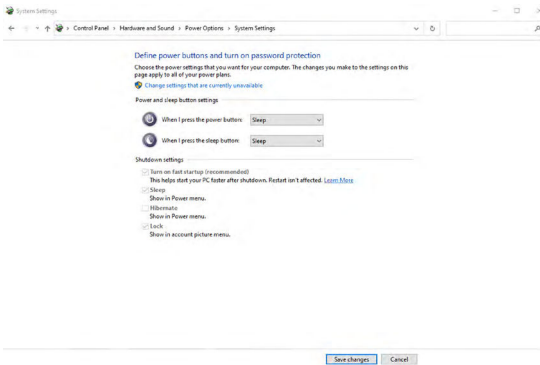 System Settings
Control Panel > Hardware and Sound > Power Options > System Settings
Define power buttons and turn on password protection
Choose the power settings that you want for your computer. The changes you make to the settings on this
page apply to all of your power plans.
Change settings that are currently unavailable
Power and sleep button settings
When I press the power button: Sleep
When I press the sleep button: Sleep
Shutdown settings
Turn on fast startup (recommended)
This helps start your PC faster after shutdown. Restart isn't affected. Learn More
Sleep
Show in Power menu.
Hibernate
Show in Power menu.
Lock
Show in account picture menu.
Save changes Cancel